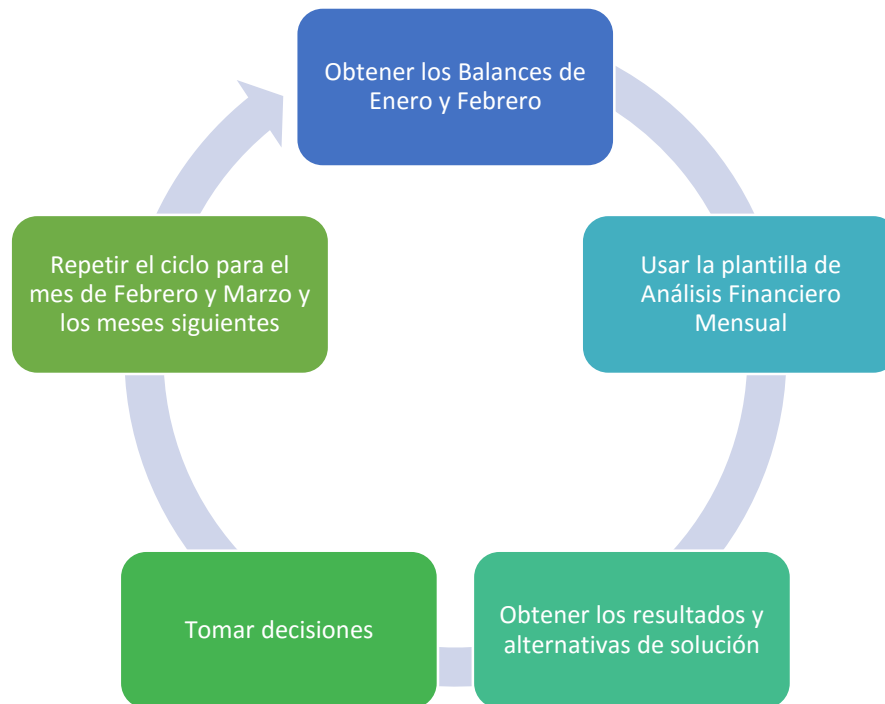 Obtener los Balances de
Enero y Febrero
Usar la plantilla de
Análisis Financiero
Mensual
Obtener los resultados y
alternativas de solución
Tomar decisiones
Repetir el ciclo para el
mes de Febrero y Marzo y
los meses siguientes